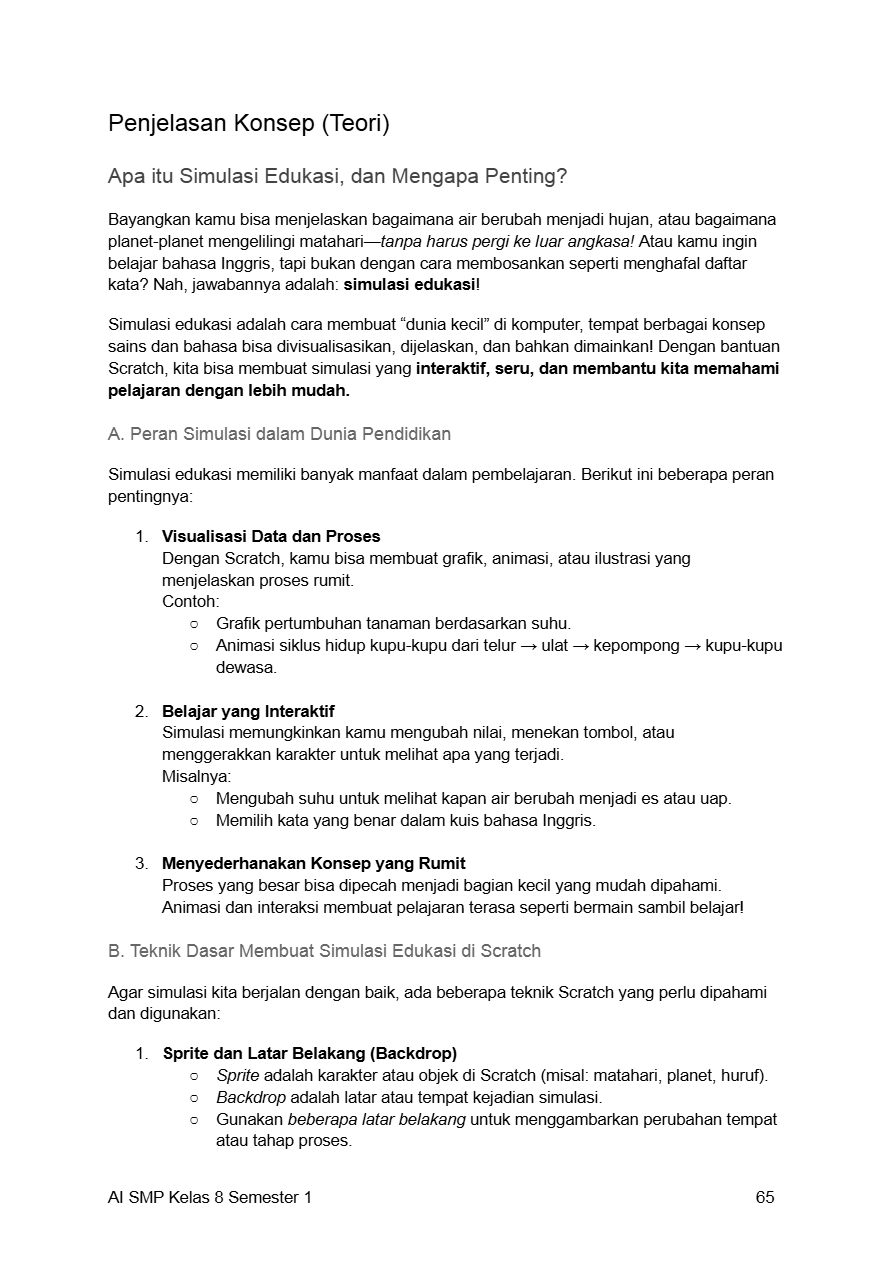 Penjelasan Konsep (Teori)
Apa itu Simulasi Edukasi, dan Mengapa Penting?
Bayangkan kamu bisa menjelaskan bagaimana air berubah menjadi hujan, atau bagaimana
planet-planet mengelilingi matahari—tanpa harus pergi ke luar angkasa! Atau kamu ingin
belajar bahasa Inggris, tapi bukan dengan cara membosankan seperti menghafal daftar
kata? Nah, jawabannya adalah: simulasi edukasi!
Simulasi edukasi adalah cara membuat “dunia kecil” di komputer, tempat berbagai konsep
sains dan bahasa bisa divisualisasikan, dijelaskan, dan bahkan dimainkan! Dengan bantuan
Scratch, kita bisa membuat simulasi yang interaktif, seru, dan membantu kita memahami
pelajaran dengan lebih mudah.
A. Peran Simulasi dalam Dunia Pendidikan
Simulasi edukasi memiliki banyak manfaat dalam pembelajaran. Berikut ini beberapa peran
pentingnya:
1. Visualisasi Data dan Proses
Dengan Scratch, kamu bisa membuat grafik, animasi, atau ilustrasi yang
menjelaskan proses rumit.
Contoh:
○ Grafik pertumbuhan tanaman berdasarkan suhu.
○ Animasi siklus hidup kupu-kupu dari telur → ulat → kepompong → kupu-kupu
dewasa.
2. Belajar yang Interaktif
Simulasi memungkinkan kamu mengubah nilai, menekan tombol, atau
menggerakkan karakter untuk melihat apa yang terjadi.
Misalnya:
○ Mengubah suhu untuk melihat kapan air berubah menjadi es atau uap.
○ Memilih kata yang benar dalam kuis bahasa Inggris.
3. Menyederhanakan Konsep yang Rumit
Proses yang besar bisa dipecah menjadi bagian kecil yang mudah dipahami.
Animasi dan interaksi membuat pelajaran terasa seperti bermain sambil belajar!
B. Teknik Dasar Membuat Simulasi Edukasi di Scratch
Agar simulasi kita berjalan dengan baik, ada beberapa teknik Scratch yang perlu dipahami
dan digunakan:
1. Sprite dan Latar Belakang (Backdrop)
○ Sprite adalah karakter atau objek di Scratch (misal: matahari, planet, huruf).
○ Backdrop adalah latar atau tempat kejadian simulasi.
○ Gunakan beberapa latar belakang untuk menggambarkan perubahan tempat
atau tahap proses.
AI SMP Kelas 8 Semester 1 65